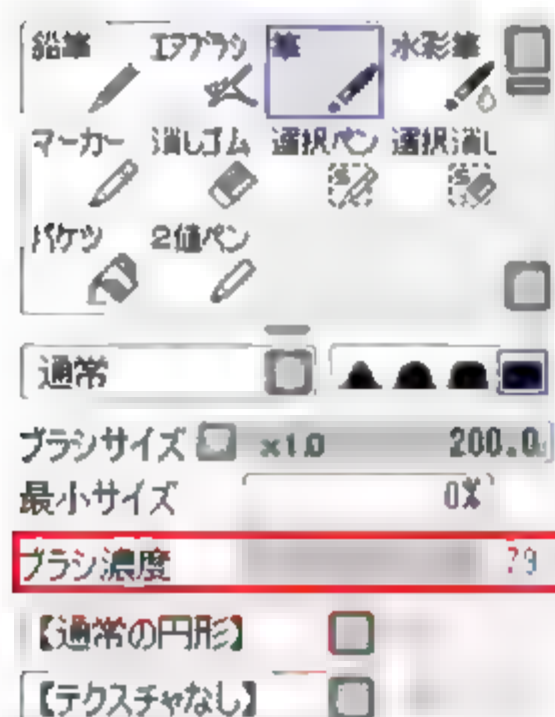 鉛筆 エアブラシ 筆 水彩筆
マーカー 消しゴム 選択ペン 選択消し
バケツ 2値ペン
通常
ブラシサイズ ×1.0 200.0
最小サイズ 0%
ブラシ濃度 79
【通常の円形】
【テクスチャなし】